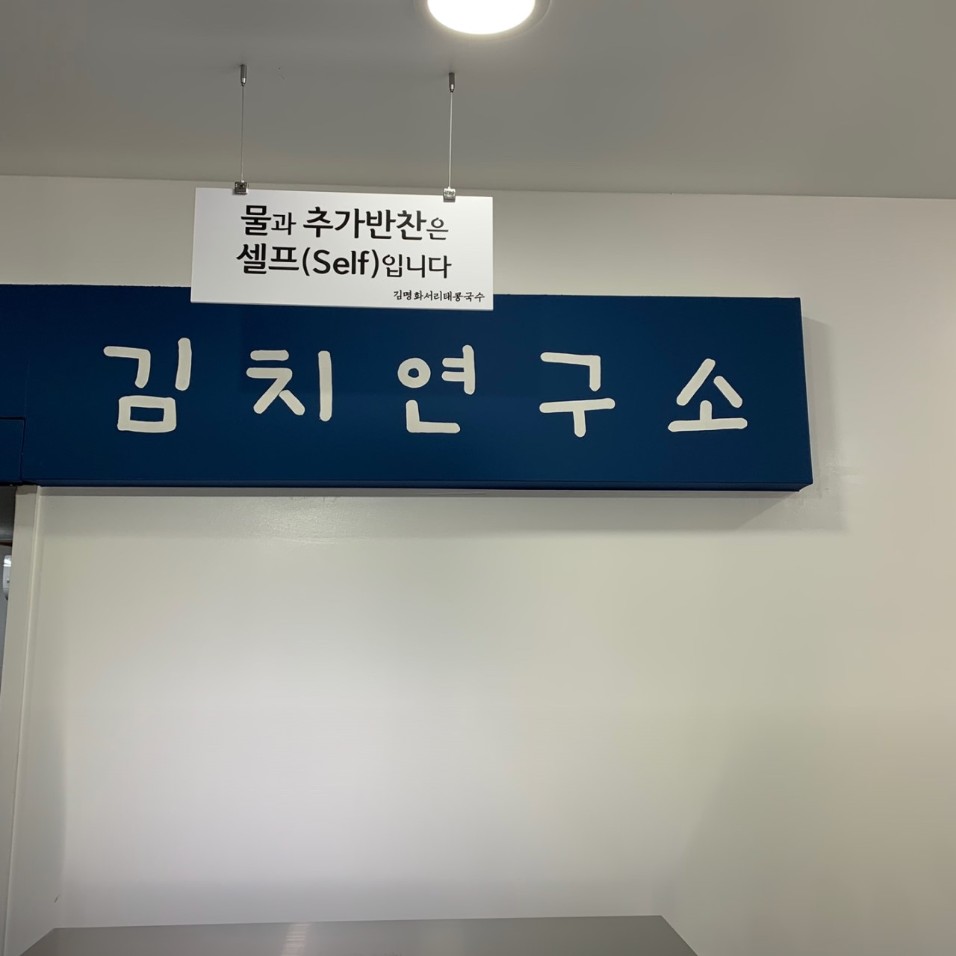 물과 추가반찬은
셀프(Self)입니다
김명화서리태콩국수
김치연구소